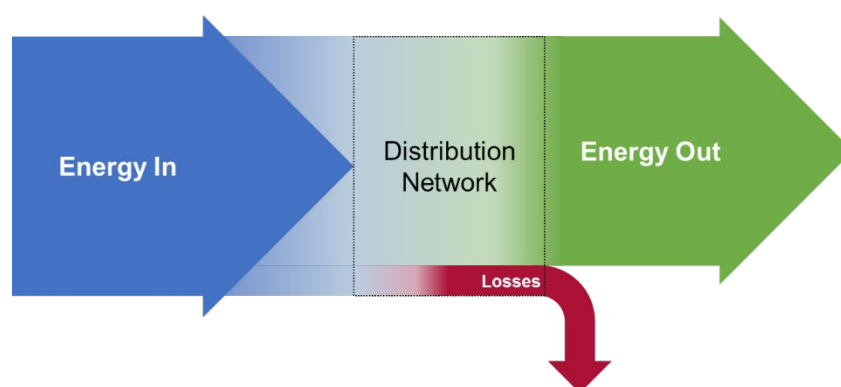 Energy In
Distribution
Network
Energy Out
Losses